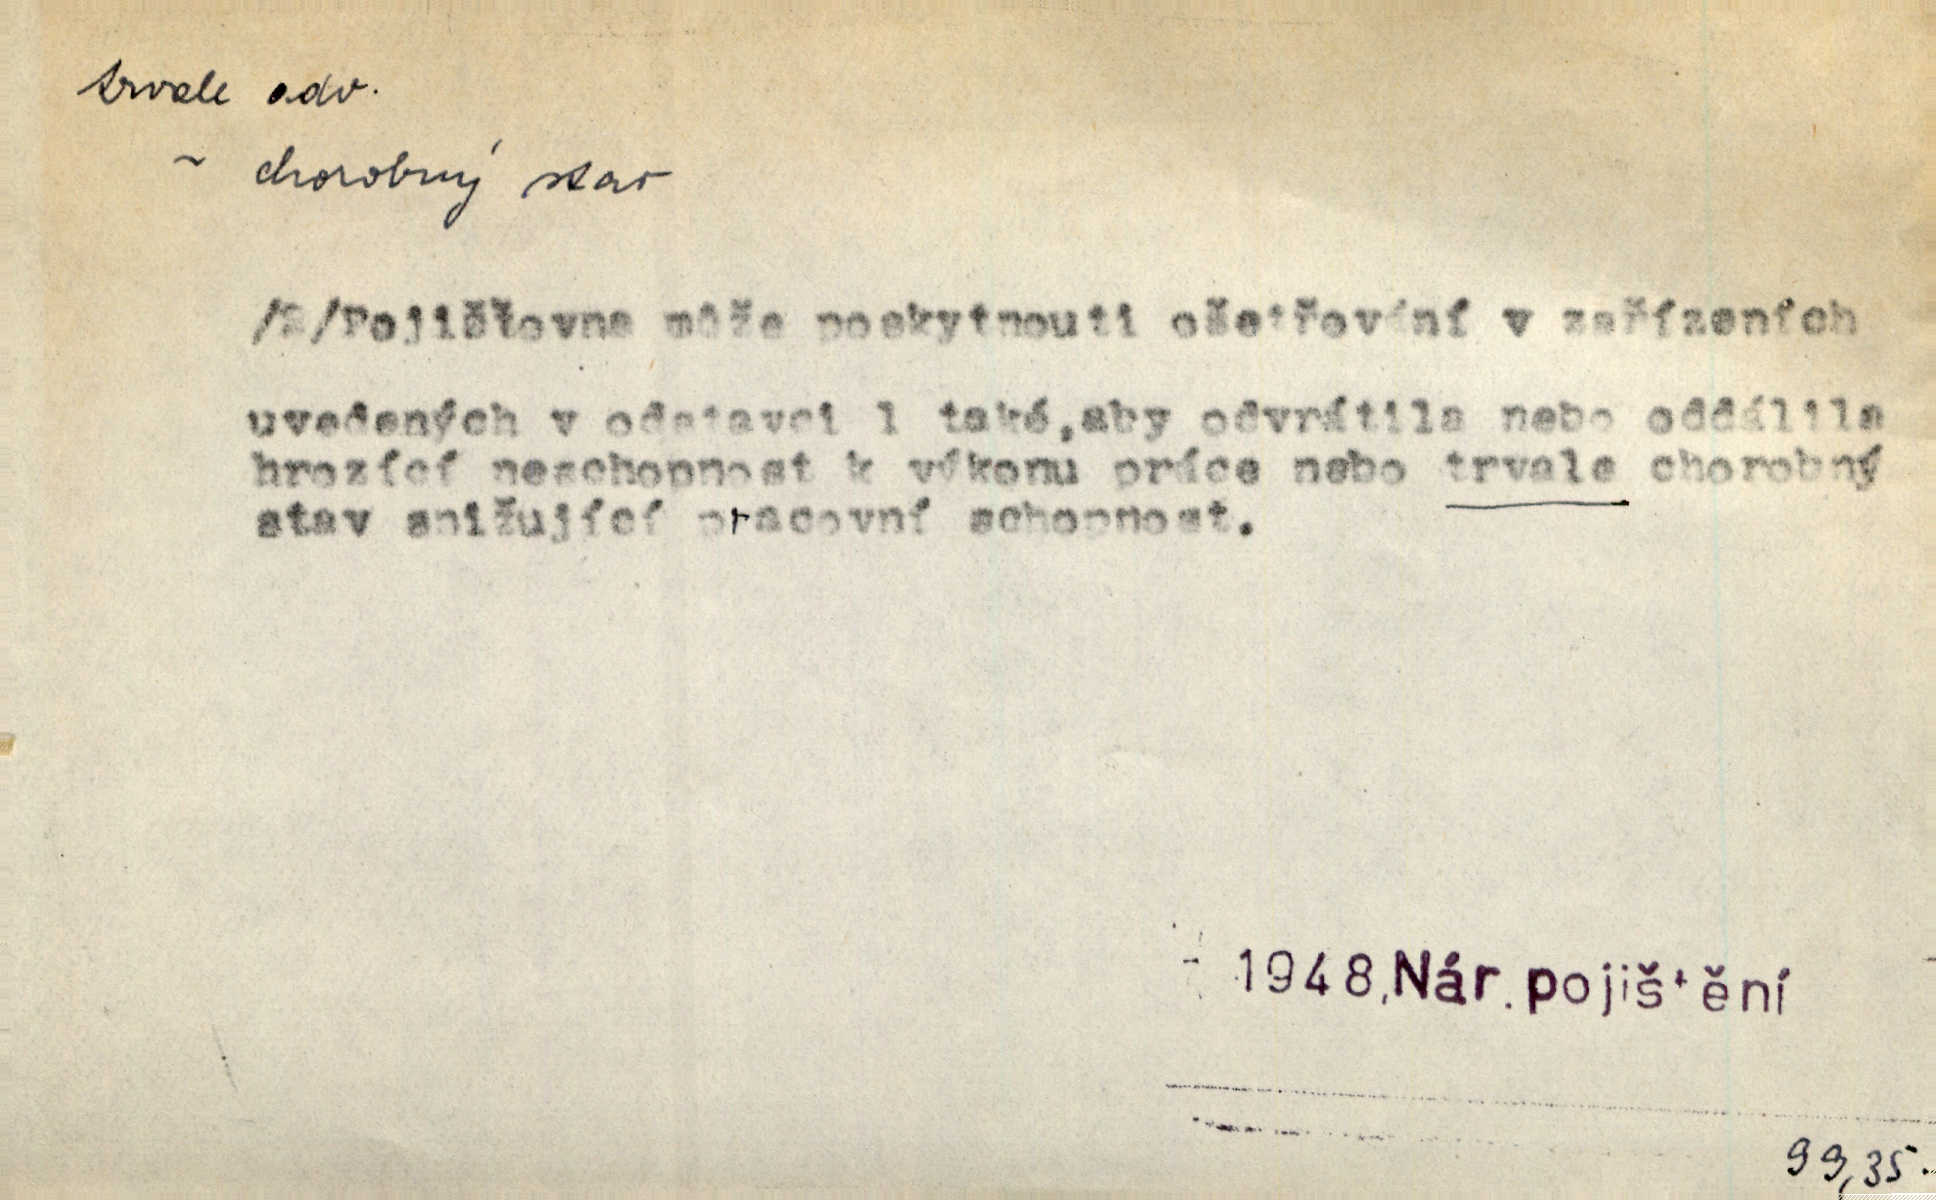 trvale adv.
~ chorobný stav
/2/Pojišťovna může poskytnouti ošetřování v zařízeních
uvedených v odstavci 1 také,aby odvrátila nebo oddálila
hrozící neschopnost k výkonu práce nebo trvale chorobný
stav snižující pracovní schopnost.
1948,Nár.pojištění
99,35.